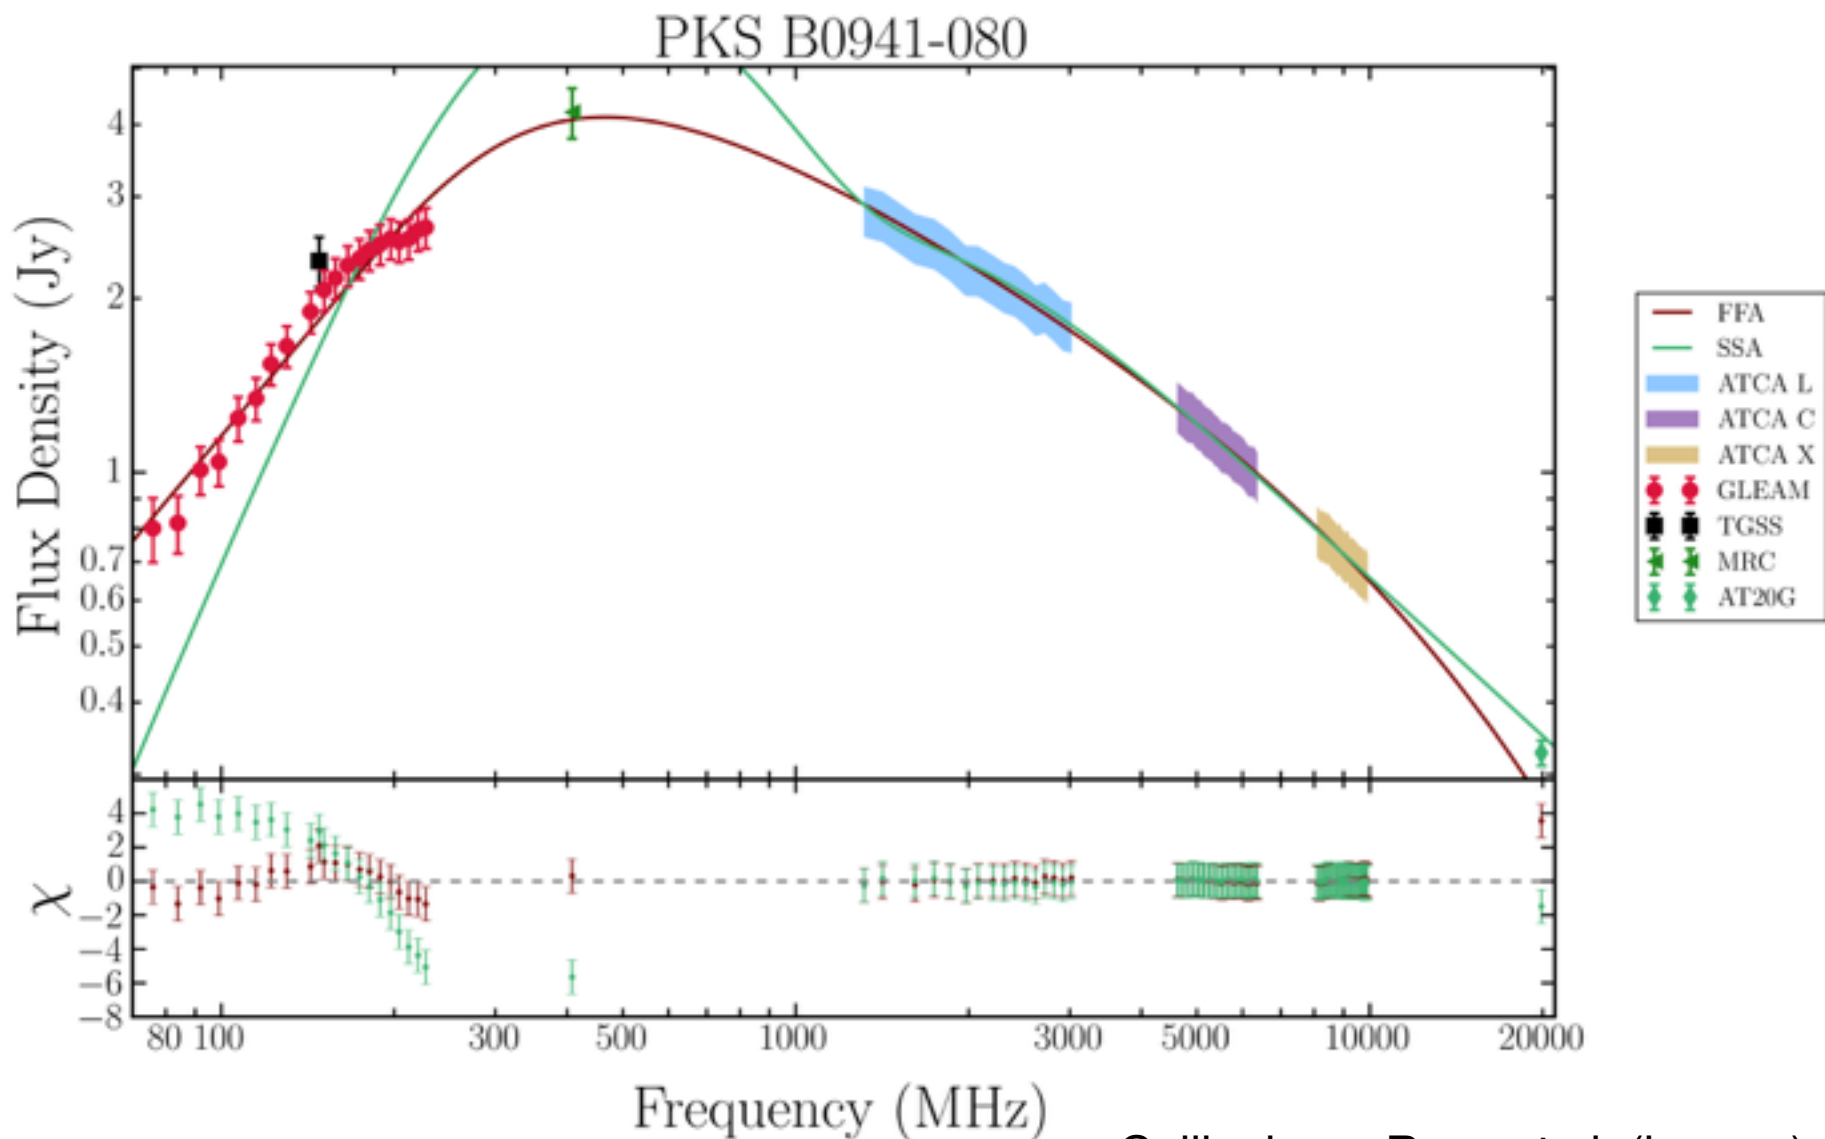 PKS B0941-080
Flux Density (Jy)
4
3
2
1
0.7
0.6
0.5
0.4
χ
4
2
0
−2
−4
−6
−8
80 100 300 500 1000 3000 5000 10000 20000
Frequency (MHz)
FFA
SSA
ATCA L
ATCA C
ATCA X
GLEAM
TGSS
MRC
AT20G